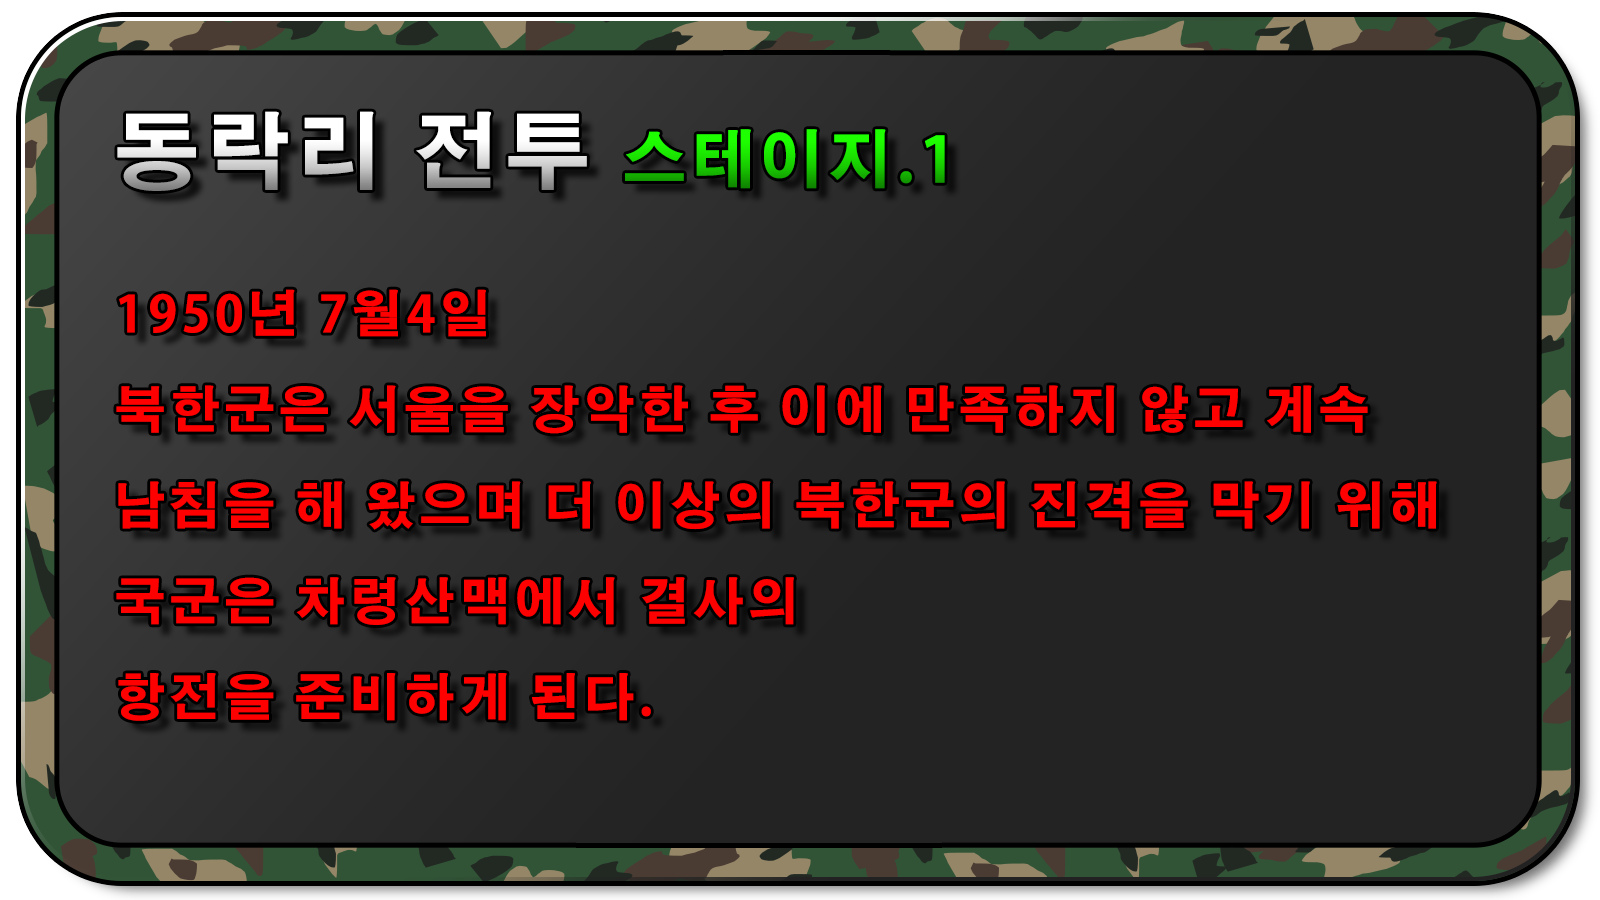 동락리 전투 스테이지.1
1950년 7월4일
북한군은 서울을 장악한 후 이에 만족하지 않고 계속
남침을 해 왔으며 더 이상의 북한군의 진격을 막기 위해
국군은 차령산맥에서 결사의
항전을 준비하게 된다.